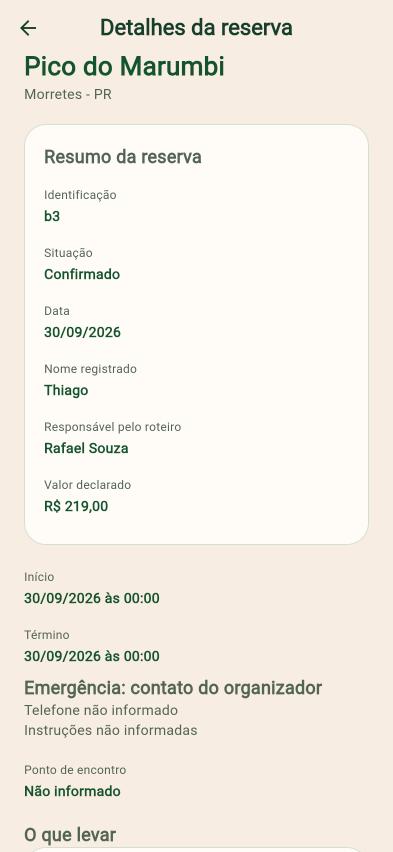 Detalhes da reserva
Pico do Marumbi
Morretes - PR
Resumo da reserva
Identificação
b3
Situação
Confirmado
Data
30/09/2026
Nome registrado
Thiago
Responsável pelo roteiro
Rafael Souza
Valor declarado
R$ 219,00
Início
30/09/2026 às 00:00
Término
30/09/2026 às 00:00
Emergência: contato do organizador
Telefone não informado
Instruções não informadas
Ponto de encontro
Não informado
O que levar